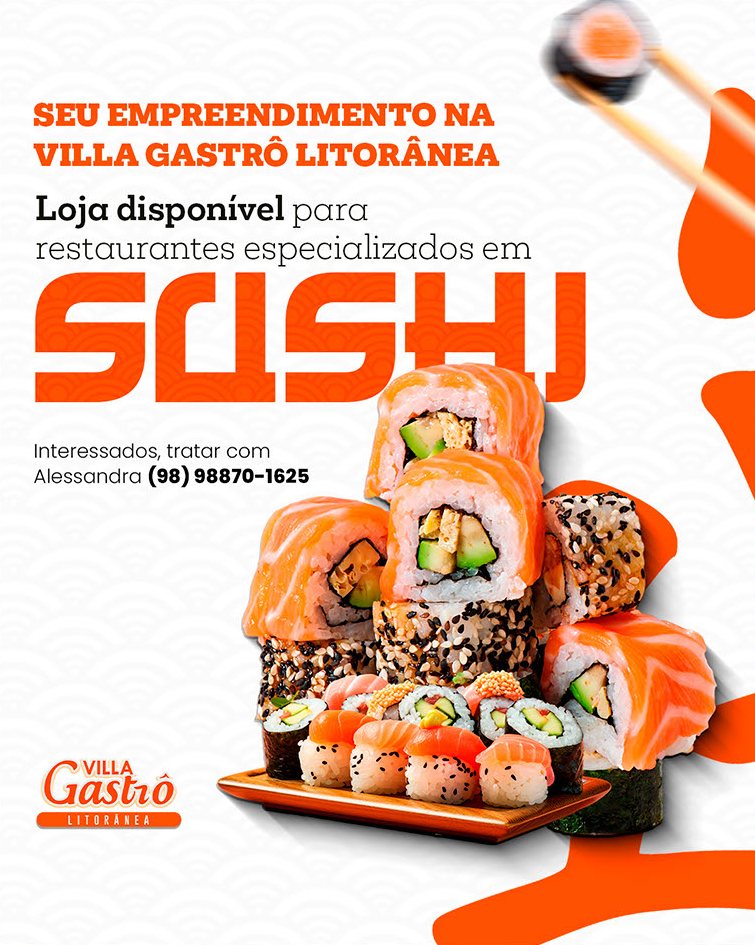 SEU EMPREENDIMENTO NA
VILLA GASTRÔ LITORÂNEA
Loja disponível para
restaurantes especializados em
SUSHI
Interessados, tratar com
Alessandra (98) 98870-1625
VILLA
Gastrô
LITORÂNEA